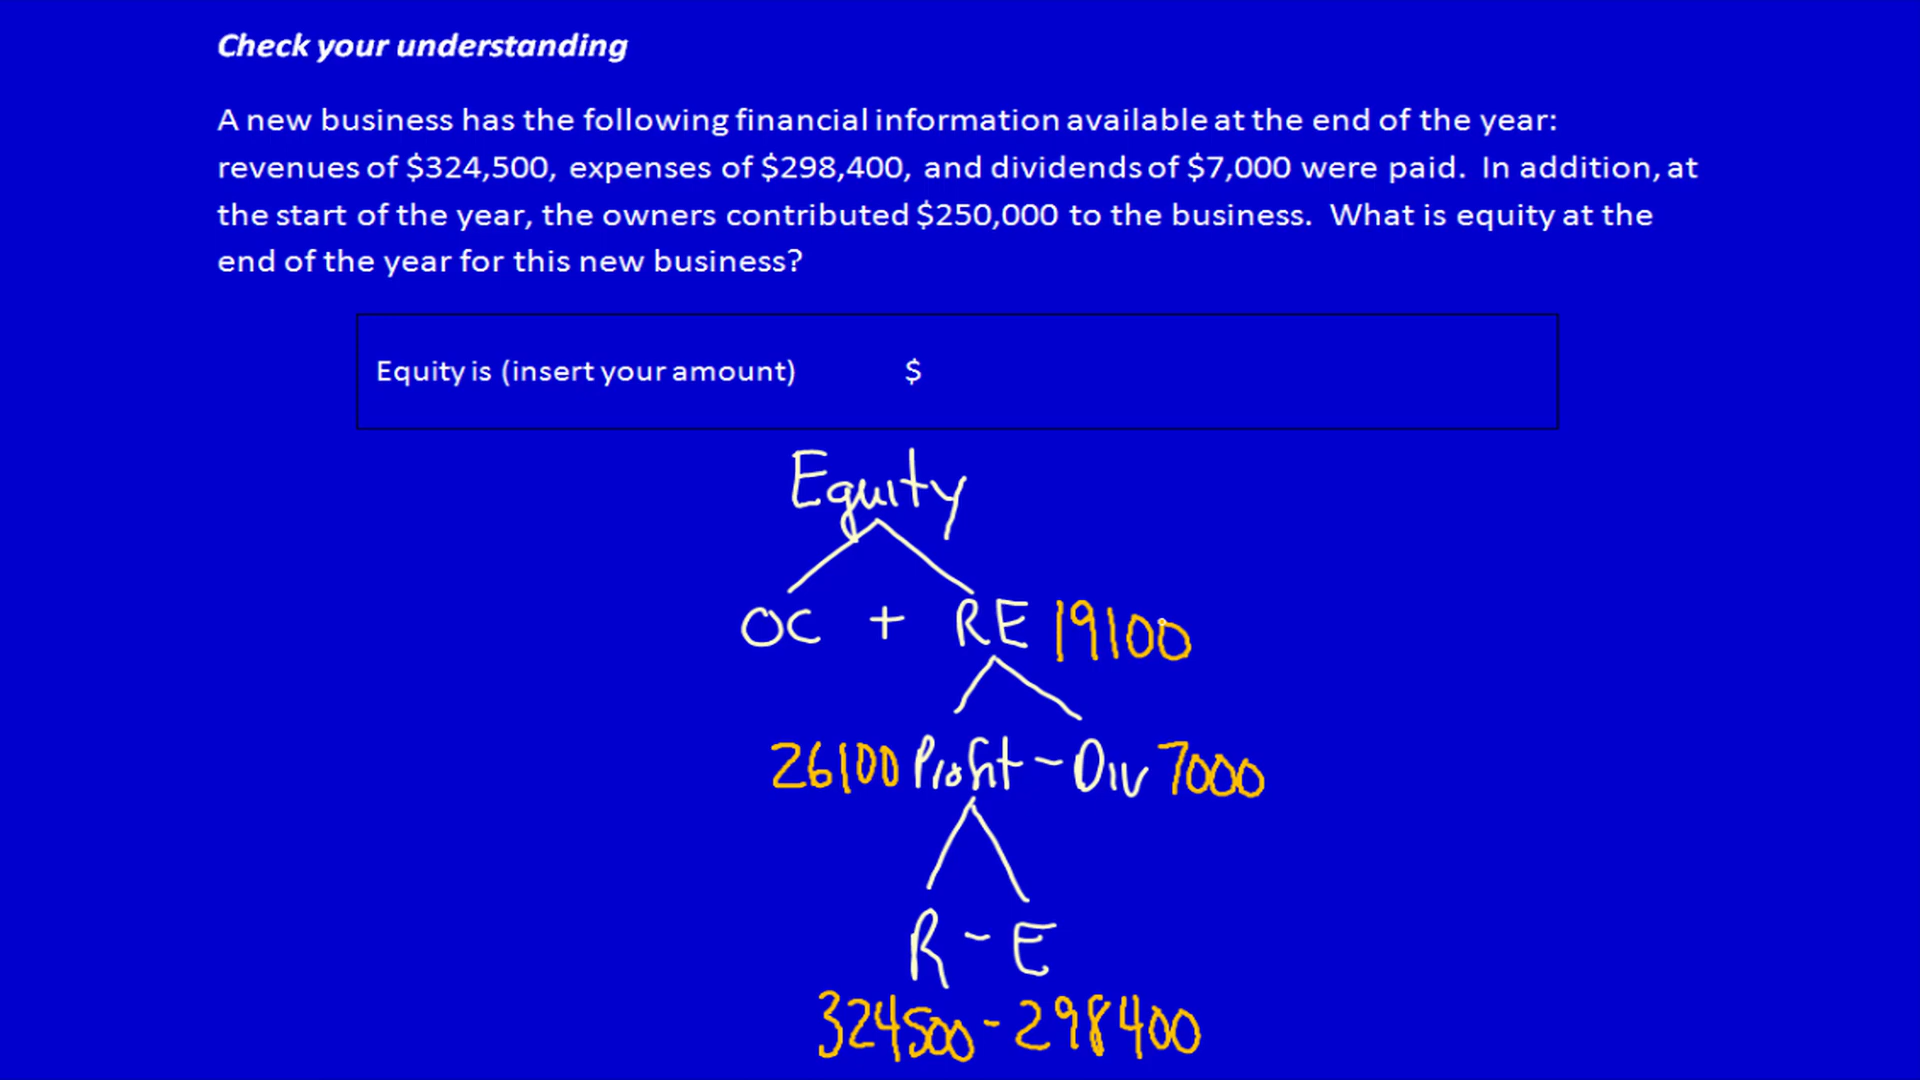 Check your understanding
A new business has the following financial information available at the end of the year:
revenues of $324,500, expenses of $298,400, and dividends of $7,000 were paid. In addition, at
the start of the year, the owners contributed $250,000 to the business. What is equity at the
end of the year for this new business?
Equity is (insert your amount) $
Equity
OC + RE 19100
26100 Profit - Div 7000
R - E
324500 - 298400